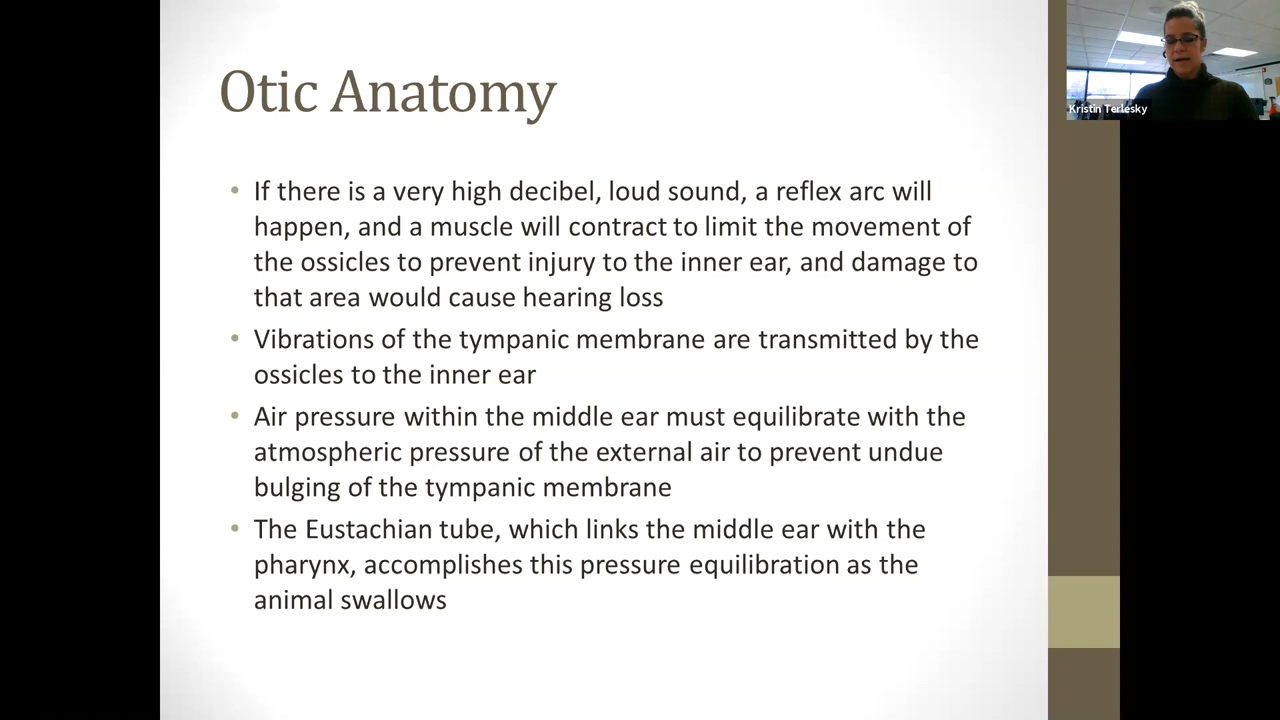 Otic Anatomy
• If there is a very high decibel, loud sound, a reflex arc will
happen, and a muscle will contract to limit the movement of
the ossicles to prevent injury to the inner ear, and damage to
that area would cause hearing loss
• Vibrations of the tympanic membrane are transmitted by the
ossicles to the inner ear
• Air pressure within the middle ear must equilibrate with the
atmospheric pressure of the external air to prevent undue
bulging of the tympanic membrane
• The Eustachian tube, which links the middle ear with the
pharynx, accomplishes this pressure equilibration as the
animal swallows
Kristin Terlesky